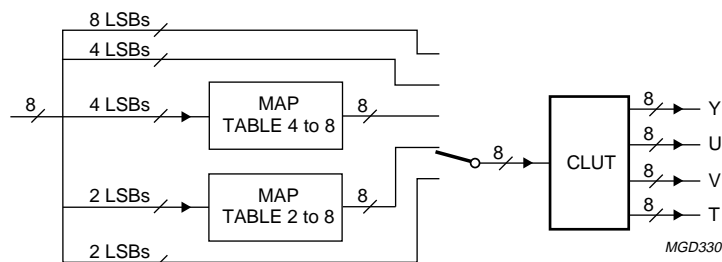 8 LSBs
4 LSBs
8
4 LSBs
MAP
TABLE 4 to 8
8
2 LSBs
MAP
TABLE 2 to 8
8
2 LSBs
8
CLUT
8
Y
8
U
8
V
8
T
MGD330